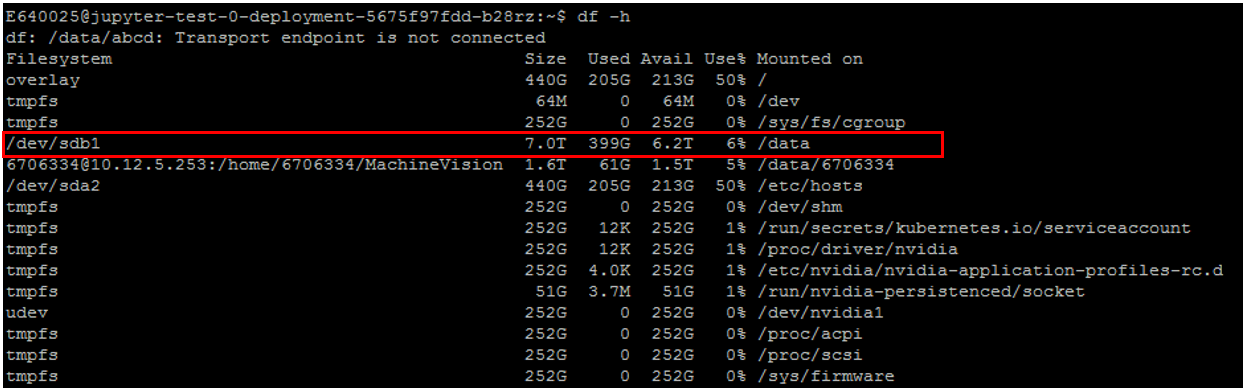 E640025@jupyter-test-0-deployment-5675f97fdd-b28rz:~$ df -h
df: /data/abcd: Transport endpoint is not connected
Filesystem Size Used Avail Use% Mounted on
overlay 440G 205G 213G 50% /
tmpfs 64M 0 64M 0% /dev
tmpfs 252G 0 252G 0% /sys/fs/cgroup
/dev/sdb1 7.0T 399G 6.2T 6% /data
6706334@10.12.5.253:/home/6706334/MachineVision 1.6T 61G 1.5T 5% /data/6706334
/dev/sda2 440G 205G 213G 50% /etc/hosts
tmpfs 252G 0 252G 0% /dev/shm
tmpfs 252G 12K 252G 1% /run/secrets/kubernetes.io/serviceaccount
tmpfs 252G 12K 252G 1% /proc/driver/nvidia
tmpfs 252G 4.0K 252G 1% /etc/nvidia/nvidia-application-profiles-rc.d
tmpfs 51G 3.7M 51G 1% /run/nvidia-persistenced/socket
udev 252G 0 252G 0% /dev/nvidia1
tmpfs 252G 0 252G 0% /proc/acpi
tmpfs 252G 0 252G 0% /proc/scsi
tmpfs 252G 0 252G 0% /sys/firmware